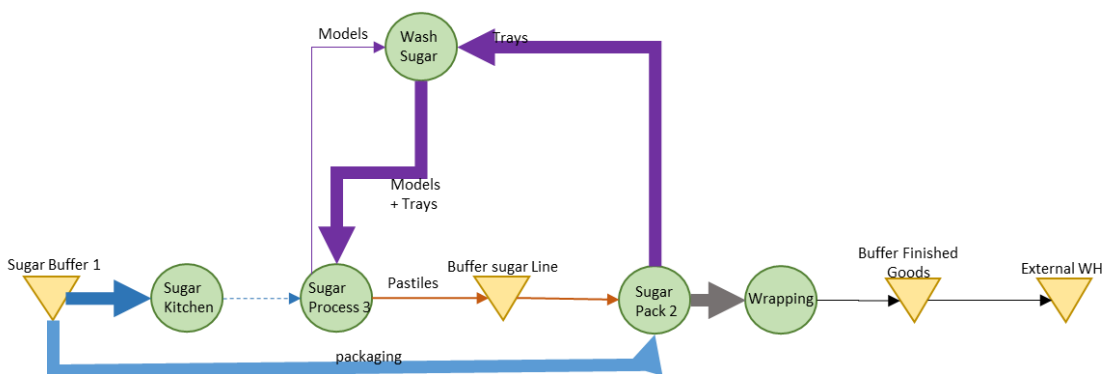 Models
Wash
Sugar
Trays
Models
+ Trays
Sugar Buffer 1
Sugar
Kitchen
Sugar
Process 3
Pastiles
Buffer sugar Line
Sugar
Pack 2
Wrapping
Buffer Finished
Goods
External WH
packaging